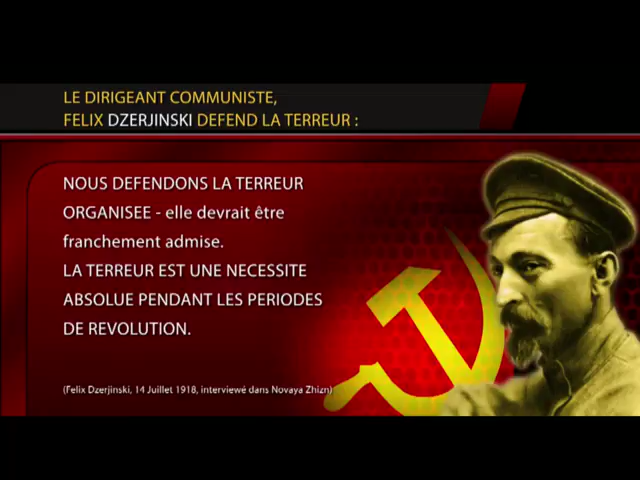 LE DIRIGEANT COMMUNISTE,
FELIX DZERJINSKI DEFEND LA TERREUR :
NOUS DEFENDONS LA TERREUR
ORGANISEE - elle devrait être
franchement admise.
LA TERREUR EST UNE NECESSITE
ABSOLUE PENDANT LES PERIODES
DE REVOLUTION.
(Felix Dzerjinski, 14 Juillet 1918, interviewé dans Novaya Zhizn)